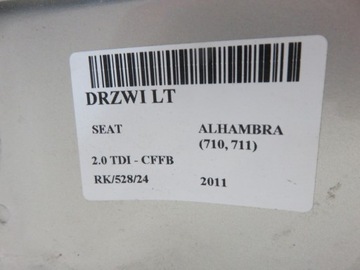 DRZWI LT
SEAT ALHAMBRA
(710, 711)
2.0 TDI - CFFB
RK/528/24 2011